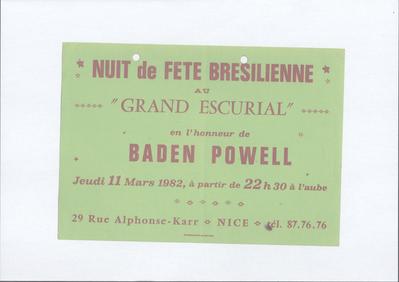 NUIT de FETE BRESILIENNE
AU
"GRAND ESCURIAL"
en l'honneur de
BADEN POWELL
Jeudi 11 Mars 1982, à partir de 22 h 30 à l'aube
29 Rue Alphonse-Karr NICE tél. 87.76.76